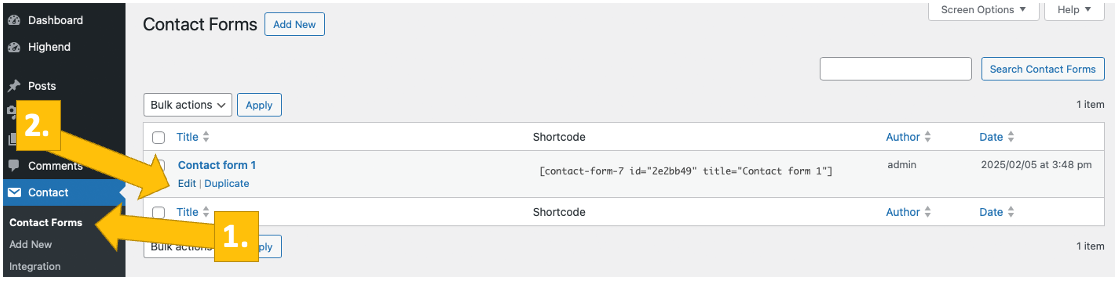 Dashboard
Highend
Posts
Comments
Contact
Contact Forms
Add New
Integration
Contact Forms
Add New
Screen Options ▼
Help ▼
Search Contact Forms
Bulk actions
Apply
1 item
Title
Shortcode
Author
Date
Contact form 1
[contact-form-7 id="2e2bb49" title="Contact form 1"]
admin
2025/02/05 at 3:48 pm
Edit | Duplicate
Title
Shortcode
Author
Date
Bulk actions
1 item
2.
1.